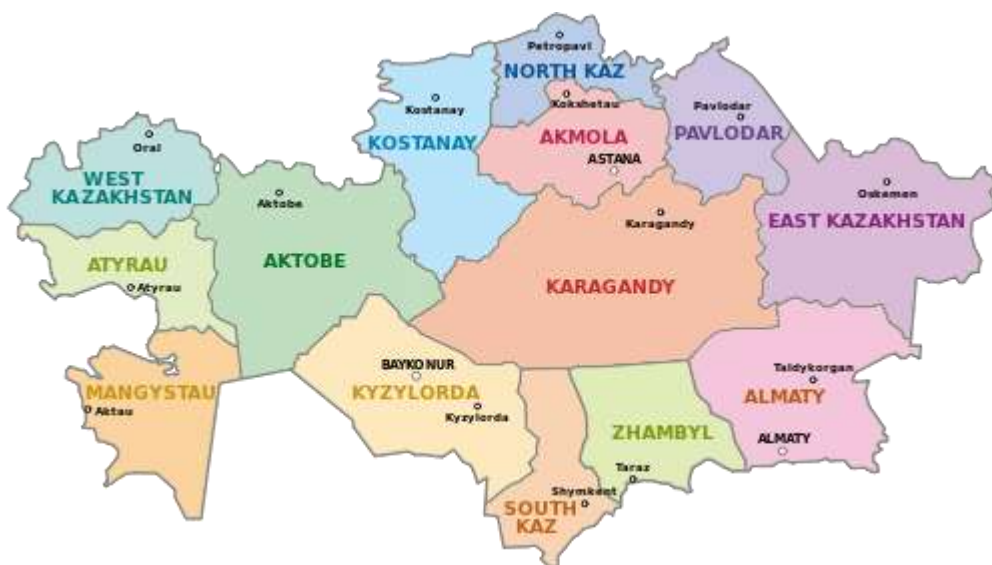 Petropavl
NORTH KAZ
Kostanay
Kokshetau
Pavlodar
KOSTANAY
AKMOLA
PAVLODAR
Oral
ASTANA
WEST
KAZAKHSTAN
Aktobe
Oskemen
Karagandy
EAST KAZAKHSTAN
ATYRAU
AKTOBE
Atyrau
KARAGANDY
BAYKONUR
Taldykorgan
MANGYSTAU
KYZYLORDA
ALMATY
Aktau
Kyzylorda
ZHAMBYL
ALMATY
Taraz
Shymkent
SOUTH
KAZ